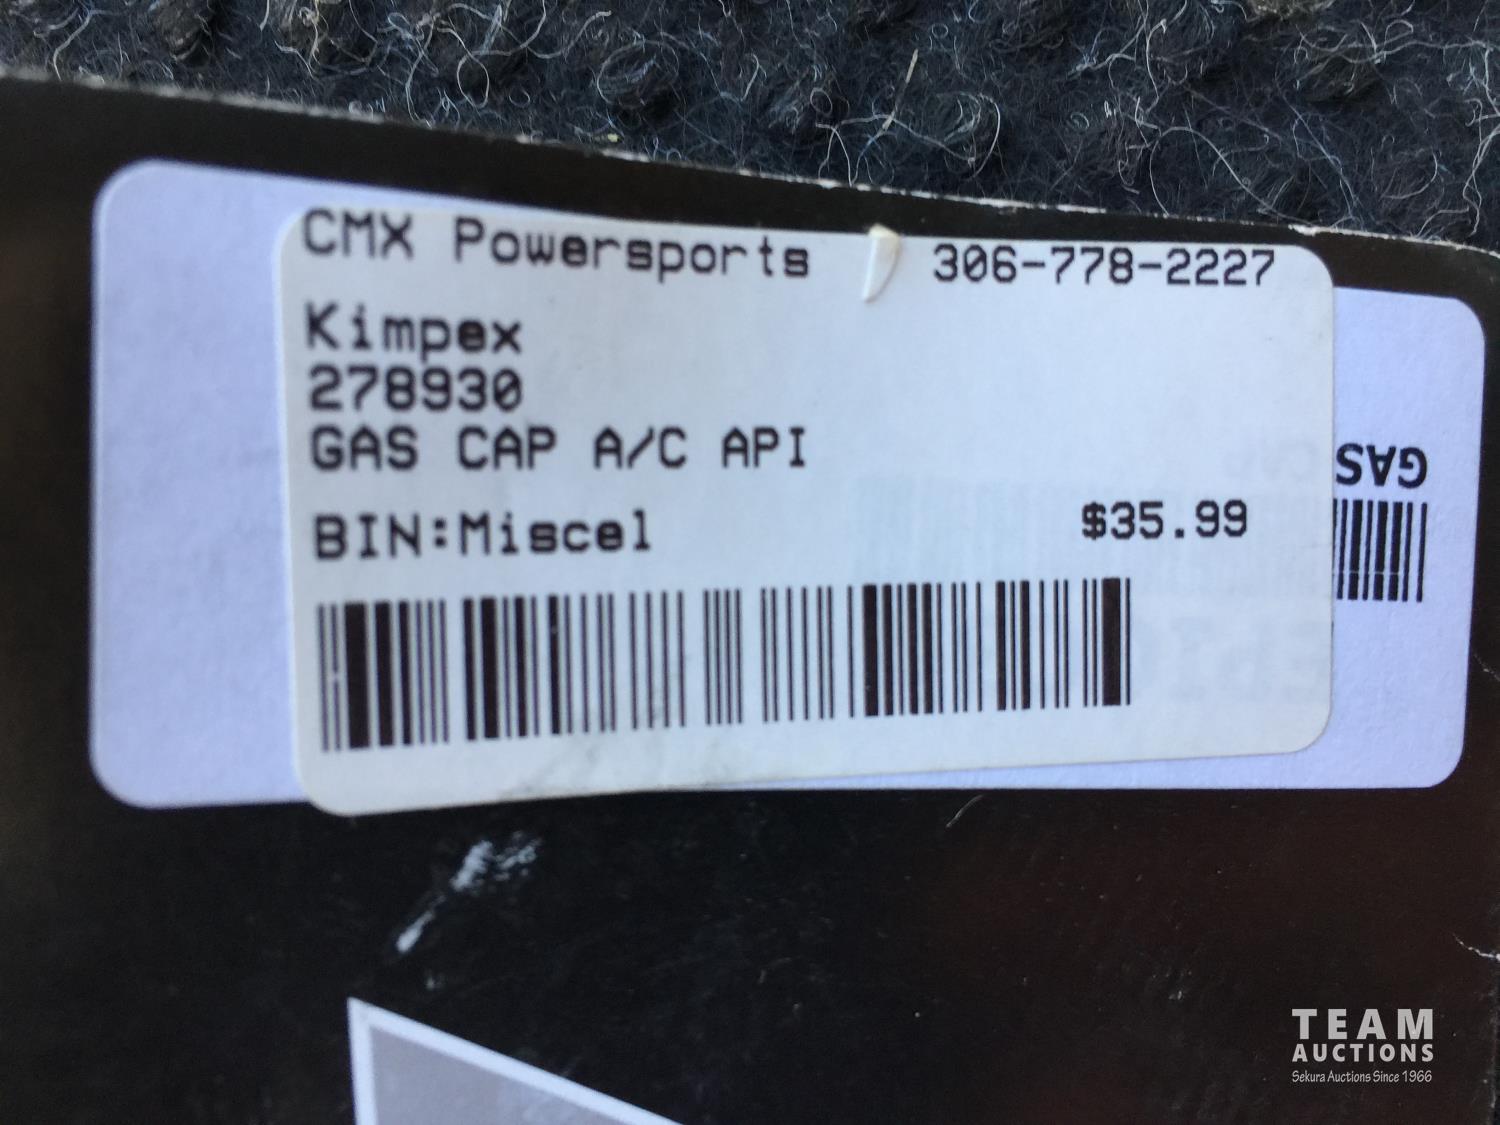 CMX Powersports 306-778-2227
Kimpex
278930
GAS CAP A/C API
BIN:Miscel $35.99
GAS
TEAM
AUCTIONS
Sekura Auctions Since 1966